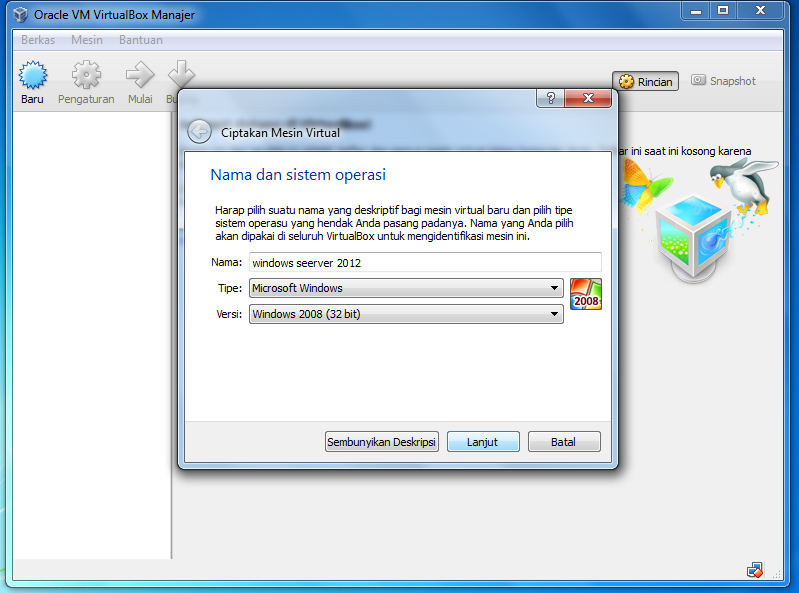 Oracle VM VirtualBox Manajer
Berkas Mesin Bantuan
Baru Pengaturan Mulai
Rincian Snapshot
ar ini saat ini kosong karena
Ciptakan Mesin Virtual
Nama dan sistem operasi
Harap pilih suatu nama yang deskriptif bagi mesin virtual baru dan pilih tipe
sistem operasu yang hendak Anda pasang padanya. Nama yang Anda pilih
akan dipakai di seluruh VirtualBox untuk mengidentifikasi mesin ini.
Nama: windows seerver 2012
Tipe: Microsoft Windows
2008
Versi: Windows 2008 (32 bit)
Sembunyikan Deskripsi Lanjut Batal